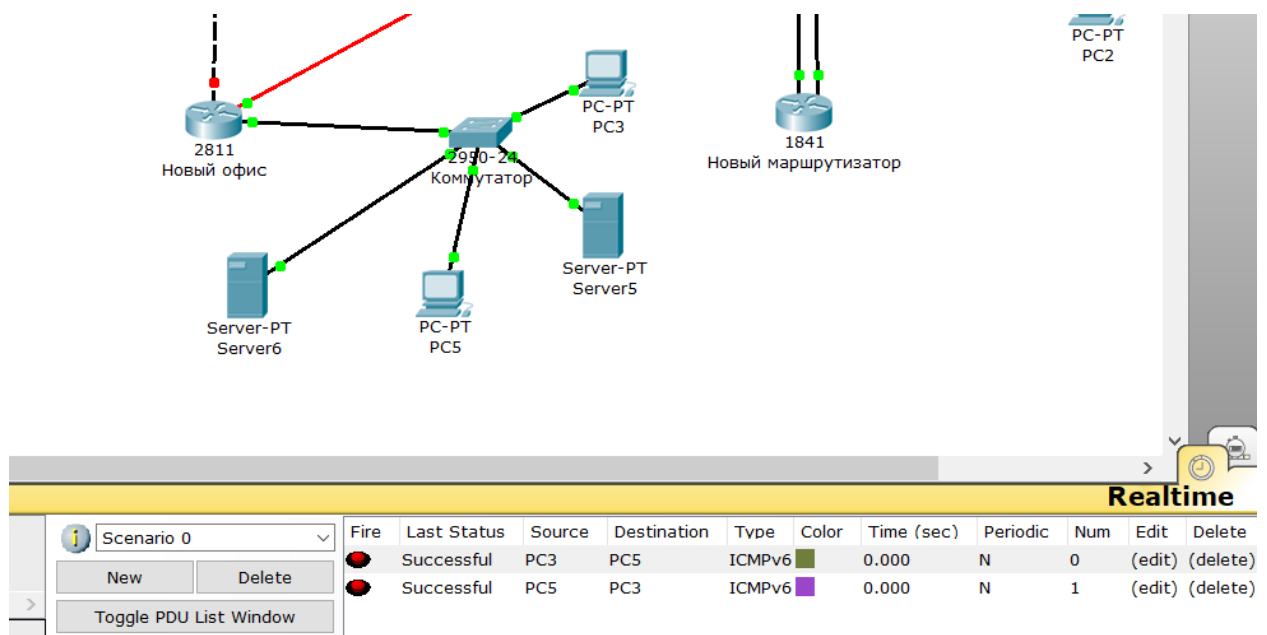 PC-PT
PC2
PC-PT
PC3
2811
Новый офис
2950-24
Коммутатор
1841
Новый маршрутизатор
Server-PT
Server5
Server-PT
Server6
PC-PT
PC5
Realtime
Scenario 0
New Delete
Toggle PDU List Window
Fire Last Status Source Destination Type Color Time (sec) Periodic Num Edit Delete
Successful PC3 PC5 ICMPv6 0.000 N 0 (edit) (delete)
Successful PC5 PC3 ICMPv6 0.000 N 1 (edit) (delete)